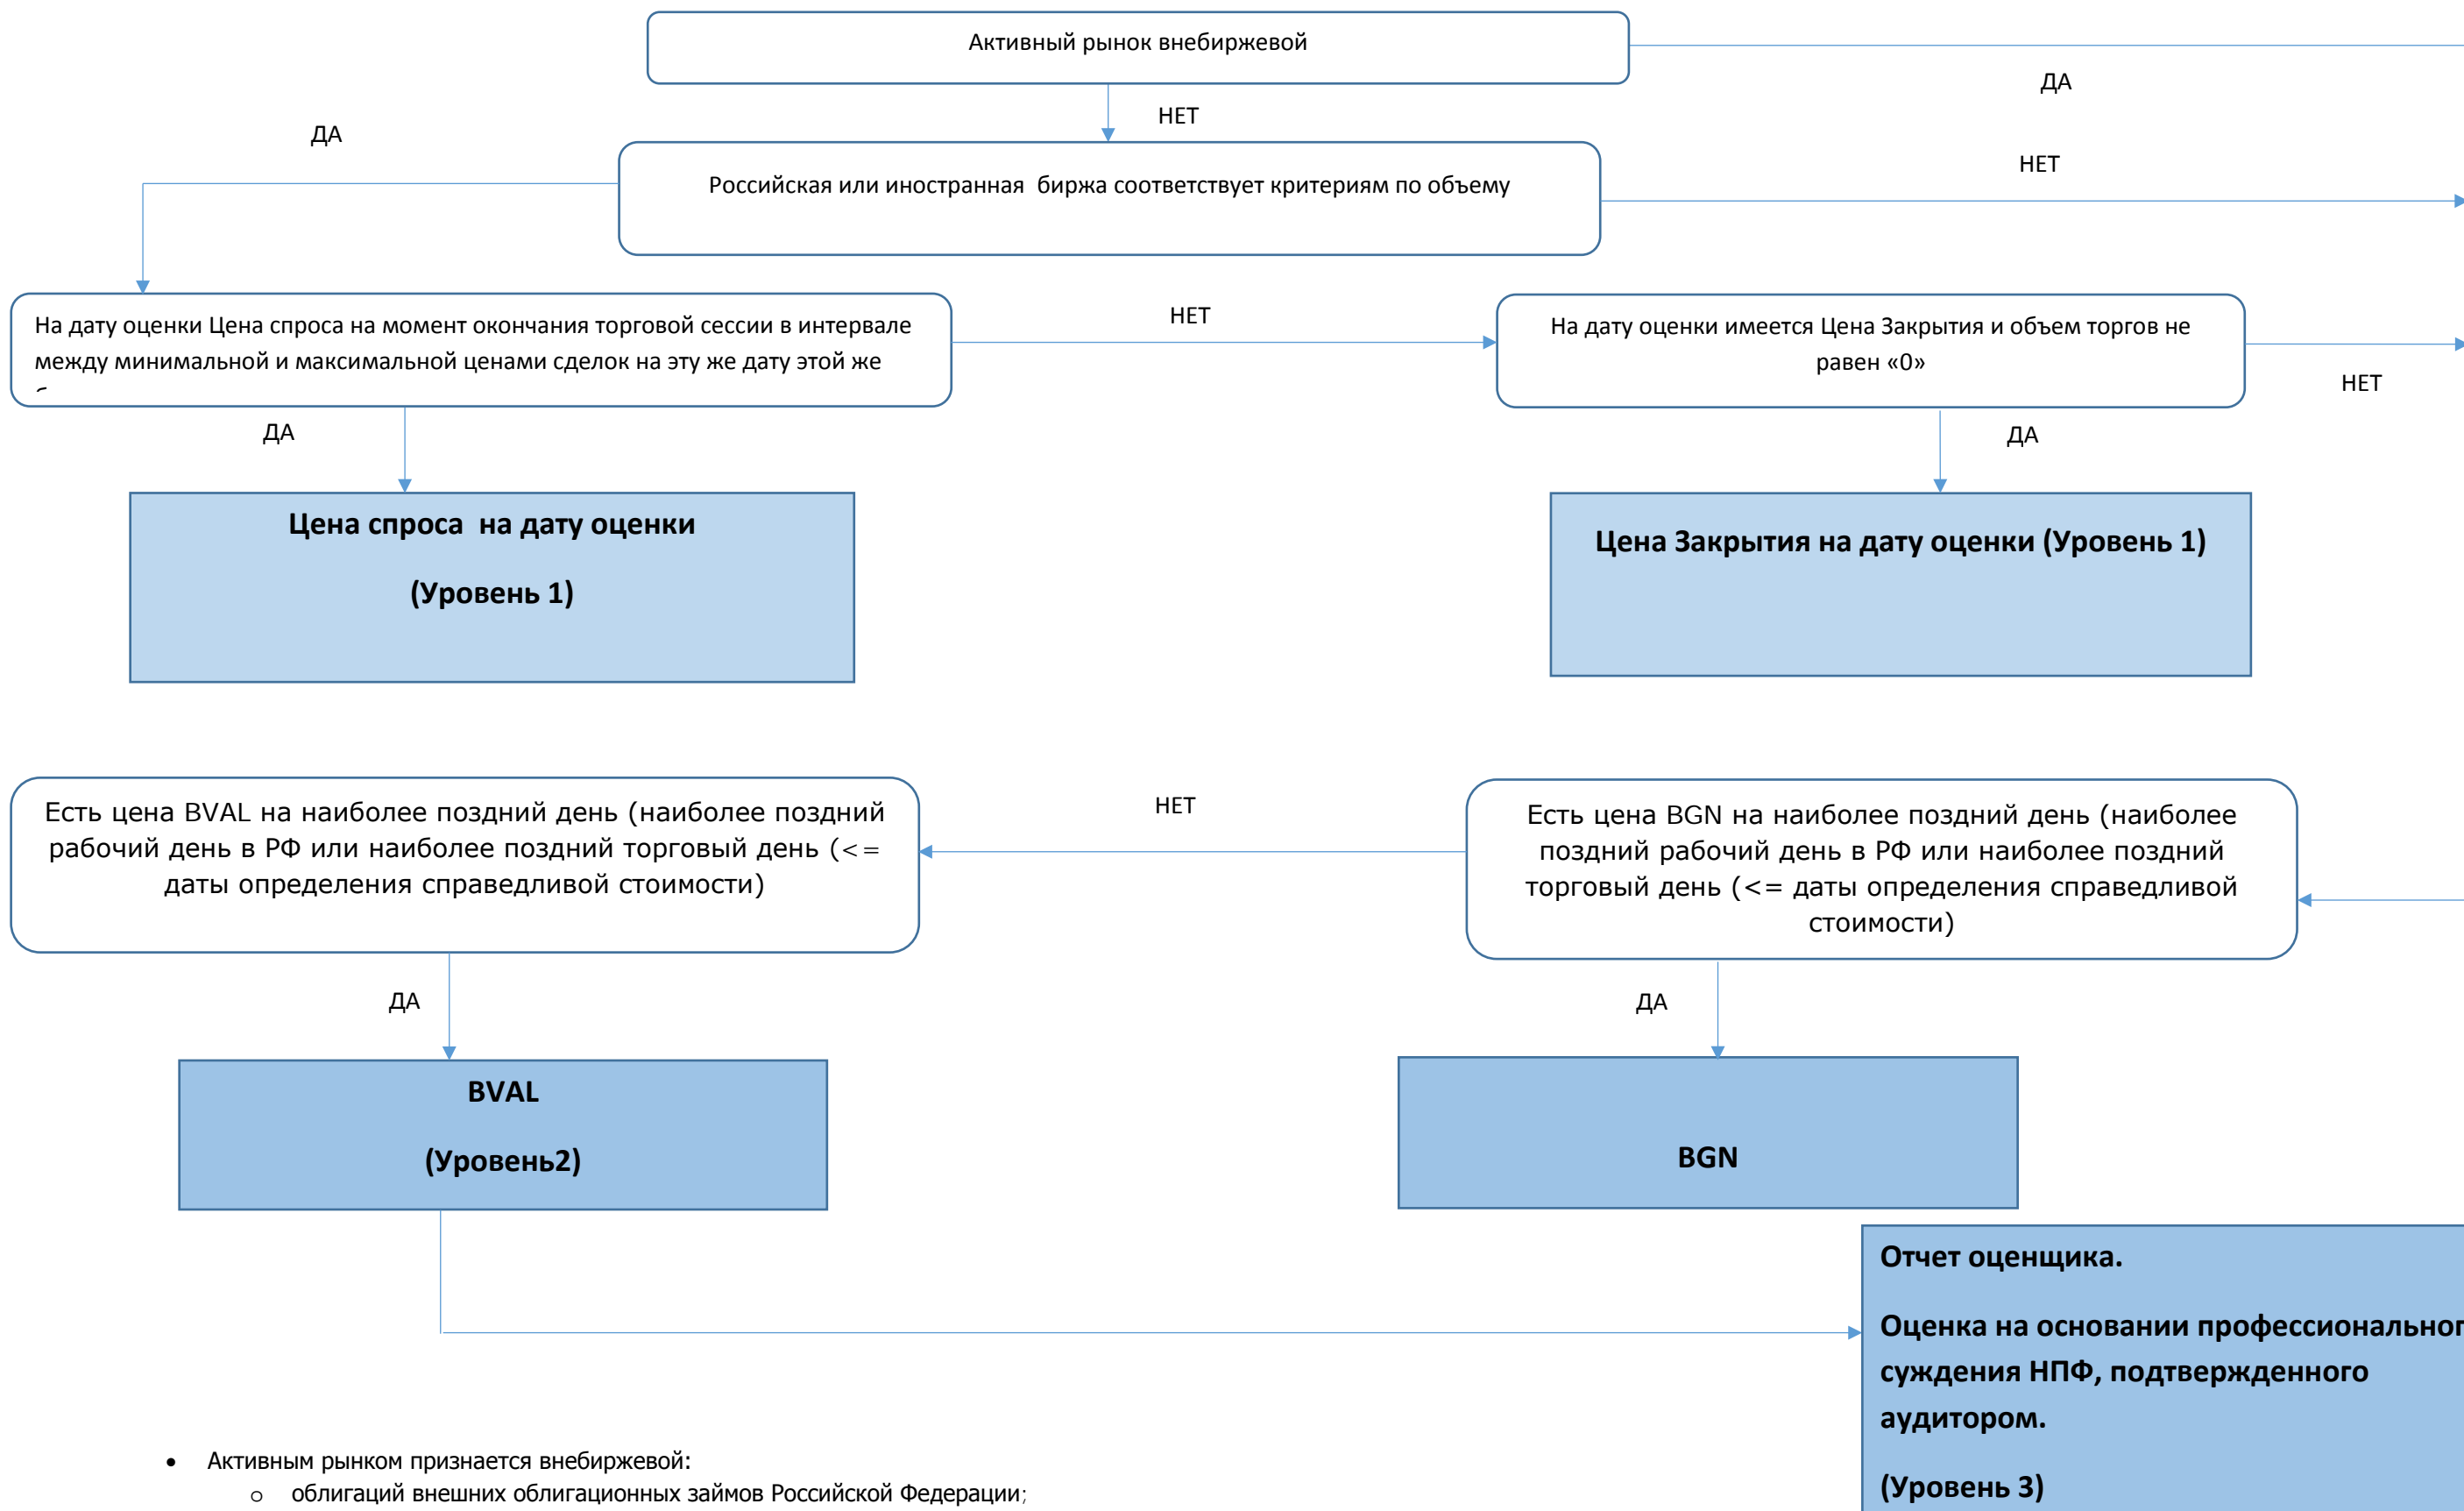 Активный рынок внебиржевой
ДА
НЕТ
ДА
Российская или иностранная биржа соответствует критериям по объему
НЕТ
На дату оценки Цена спроса на момент окончания торговой сессии в интервале
между минимальной и максимальной ценами сделок на эту же дату этой же
НЕТ
На дату оценки имеется Цена Закрытия и объем торгов не
равен «0»
НЕТ
ДА
ДА
Цена спроса на дату оценки
(Уровень 1)
Цена Закрытия на дату оценки (Уровень 1)
Есть цена BVAL на наиболее поздний день (наиболее поздний
рабочий день в РФ или наиболее поздний торговый день (<=
даты определения справедливой стоимости)
НЕТ
Есть цена BGN на наиболее поздний день (наиболее
поздний рабочий день в РФ или наиболее поздний
торговый день (<= даты определения справедливой
стоимости)
ДА
ДА
BVAL
(Уровень2)
BGN
Отчет оценщика.
Оценка на основании
суждения НПФ, подтвержденного
аудитором.
(Уровень 3)
• Активным рынком признается внебиржевой:
o облигаций внешних облигационных займов Российской Федерации;